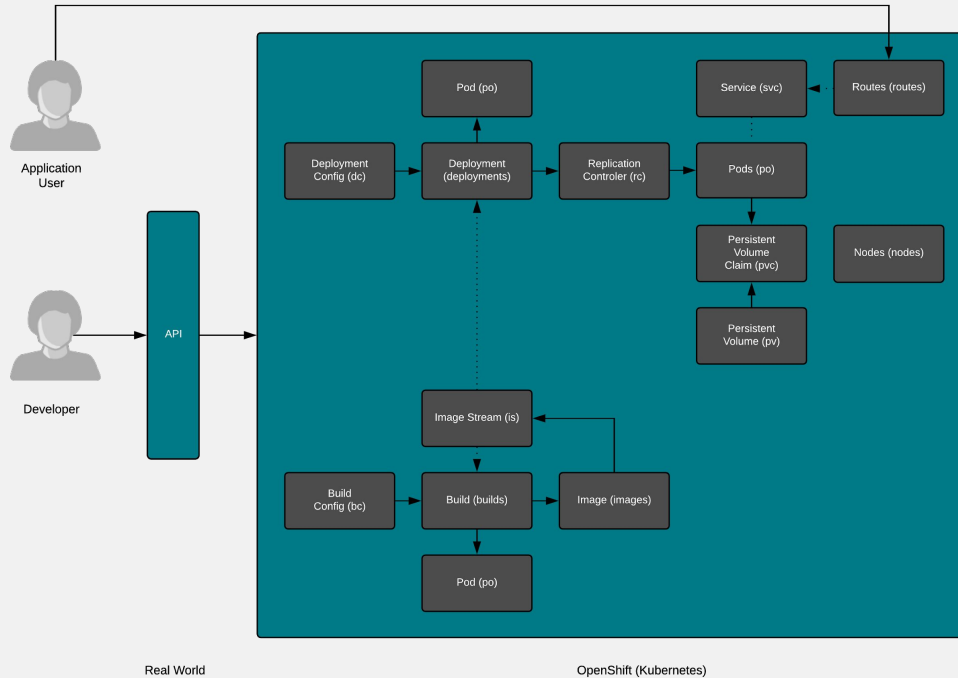 Pod (po)
Service (svc)
Routes (routes)
Application
User
Deployment
Config (dc)
Deployment
(deployments)
Replication
Controler (rc)
Pods (po)
Persistent
Volume
Claim (pvc)
Nodes (nodes)
API
Persistent
Volume (pv)
Developer
Image Stream (is)
Build
Config (bc)
Build (builds)
Image (images)
Pod (po)
Real World
OpenShift (Kubernetes)